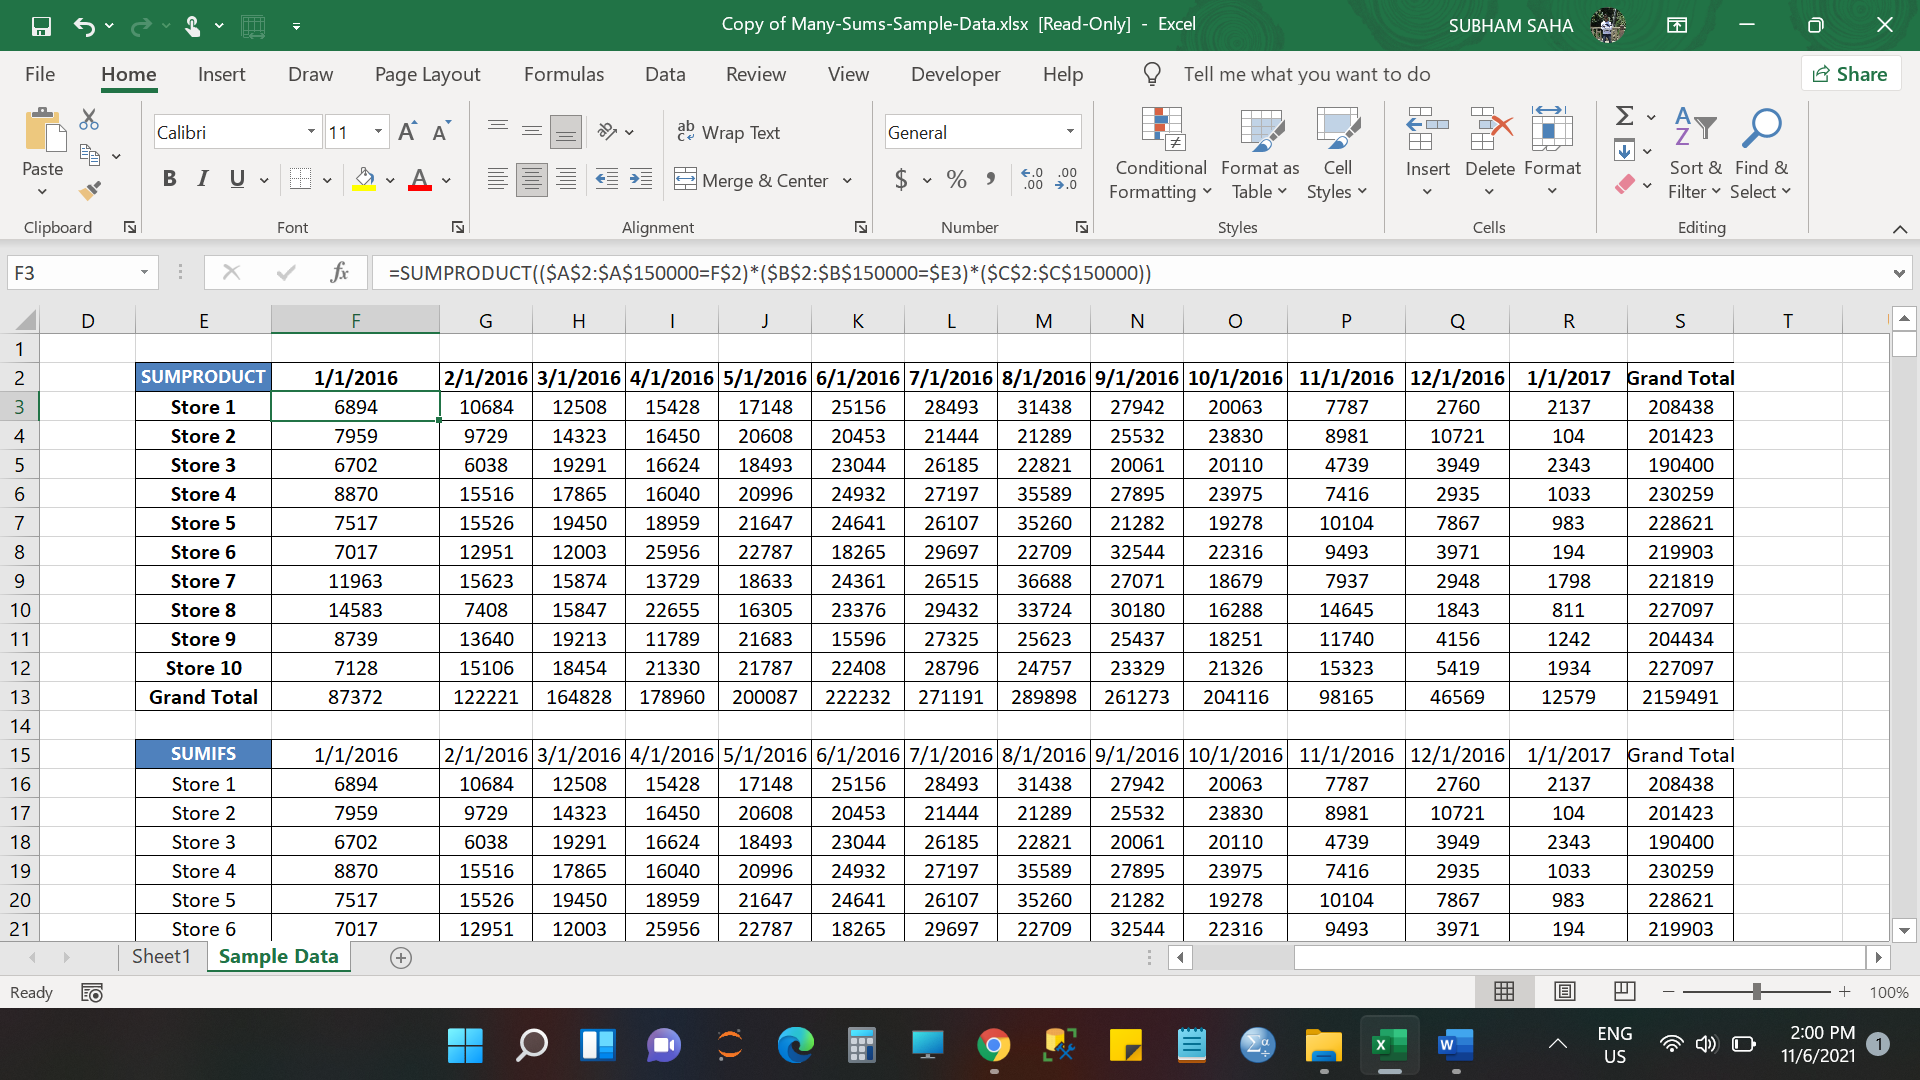 Copy of Many-Sums-Sample-Data.xlsx [Read-Only] - Excel SUBHAM SAHA
File Home Insert Draw Page Layout Formulas Data Review View Developer Help Tell me what you want to do Share
Calibri 11 A A ab Wrap Text General
Paste B I U A Merge & Center $ % Conditional Formatting Format as Table Cell Styles Insert Delete Format Sort & Filter Find & Select
Clipboard Font Alignment Number Styles Cells Editing
F3 fx =SUMPRODUCT(($A$2:$A$150000=F$2)*($B$2:$B$150000=$E3)*($C$2:$C$150000))
D E F G H I J K L M N O P Q R S T
1
2 SUMPRODUCT 1/1/2016 2/1/2016 3/1/2016 4/1/2016 5/1/2016 6/1/2016 7/1/2016 8/1/2016 9/1/2016 10/1/2016 11/1/2016 12/1/2016 1/1/2017 Grand Total
3 Store 1 6894 10684 12508 15428 17148 25156 28493 31438 27942 20063 7787 2760 2137 208438
4 Store 2 7959 9729 14323 16450 20608 20453 21444 21289 25532 23830 8981 10721 104 201423
5 Store 3 6702 6038 19291 16624 18493 23044 26185 22821 20061 20110 4739 3949 2343 190400
6 Store 4 8870 15516 17865 16040 20996 24932 27197 35589 27895 23975 7416 2935 1033 230259
7 Store 5 7517 15526 19450 18959 21647 24641 26107 35260 21282 19278 10104 7867 983 228621
8 Store 6 7017 12951 12003 25956 22787 18265 29697 22709 32544 22316 9493 3971 194 219903
9 Store 7 11963 15623 15874 13729 18633 24361 26515 36688 27071 18679 7937 2948 1798 221819
10 Store 8 14583 7408 15847 22655 16305 23376 29432 33724 30180 16288 14645 1843 811 227097
11 Store 9 8739 13640 19213 11789 21683 15596 27325 25623 25437 18251 11740 4156 1242 204434
12 Store 10 7128 15106 18454 21330 21787 22408 28796 24757 23329 21326 15323 5419 1934 227097
13 Grand Total 87372 122221 164828 178960 200087 222232 271191 289898 261273 204116 98165 46569 12579 2159491
14
15 SUMIFS 1/1/2016 2/1/2016 3/1/2016 4/1/2016 5/1/2016 6/1/2016 7/1/2016 8/1/2016 9/1/2016 10/1/2016 11/1/2016 12/1/2016 1/1/2017 Grand Total
16 Store 1 6894 10684 12508 15428 17148 25156 28493 31438 27942 20063 7787 2760 2137 208438
17 Store 2 7959 9729 14323 16450 20608 20453 21444 21289 25532 23830 8981 10721 104 201423
18 Store 3 6702 6038 19291 16624 18493 23044 26185 22821 20061 20110 4739 3949 2343 190400
19 Store 4 8870 15516 17865 16040 20996 24932 27197 35589 27895 23975 7416 2935 1033 230259
20 Store 5 7517 15526 19450 18959 21647 24641 26107 35260 21282 19278 10104 7867 983 228621
21 Store 6 7017 12951 12003 25956 22787 18265 29697 22709 32544 22316 9493 3971 194 219903
Sheet1 Sample Data
Ready 100%
ENG 2:00 PM
US 11/6/2021 1